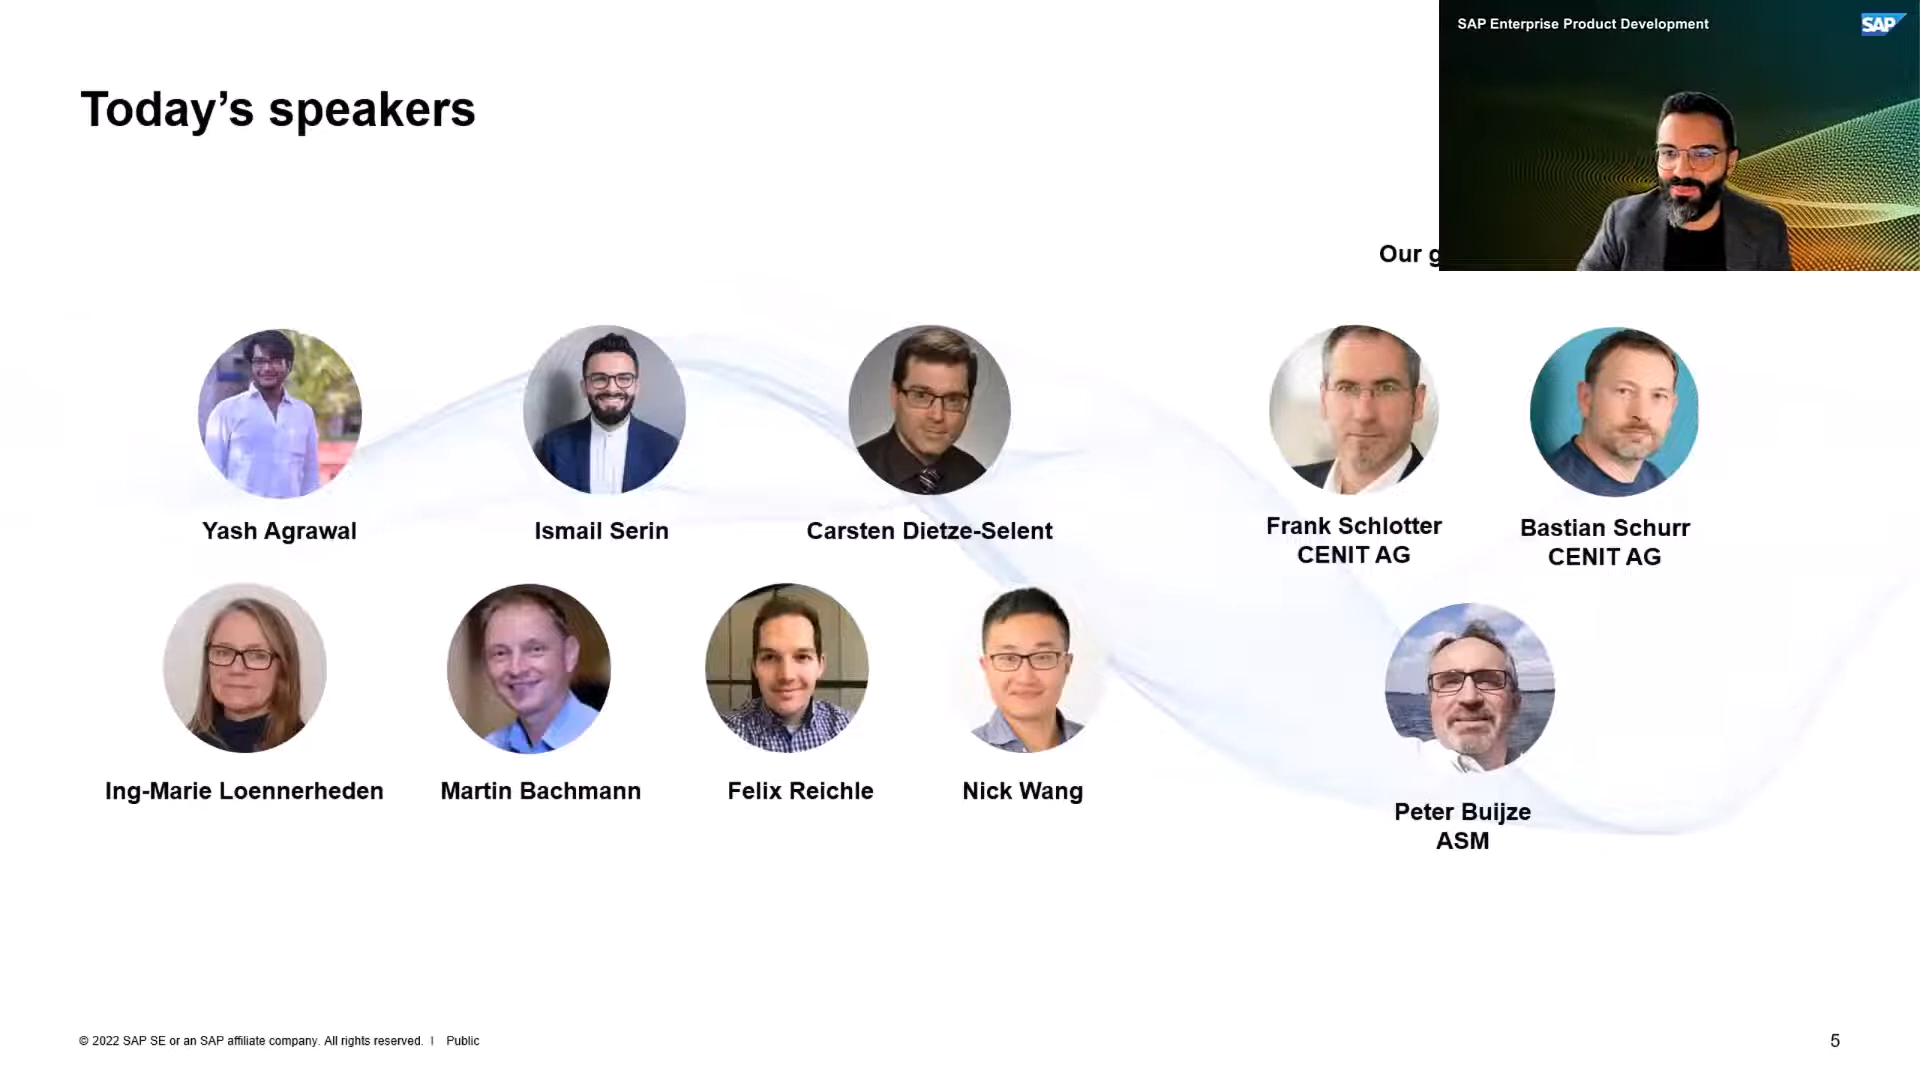 SAP Enterprise Product Development
SAP
Today’s speakers
Our g
Yash Agrawal
Ismail Serin
Carsten Dietze-Selent
Frank Schlotter
CENIT AG
Bastian Schurr
CENIT AG
Ing-Marie Loennerheden
Martin Bachmann
Felix Reichle
Nick Wang
Peter Buijze
ASM
© 2022 SAP SE or an SAP affiliate company. All rights reserved. I Public
5